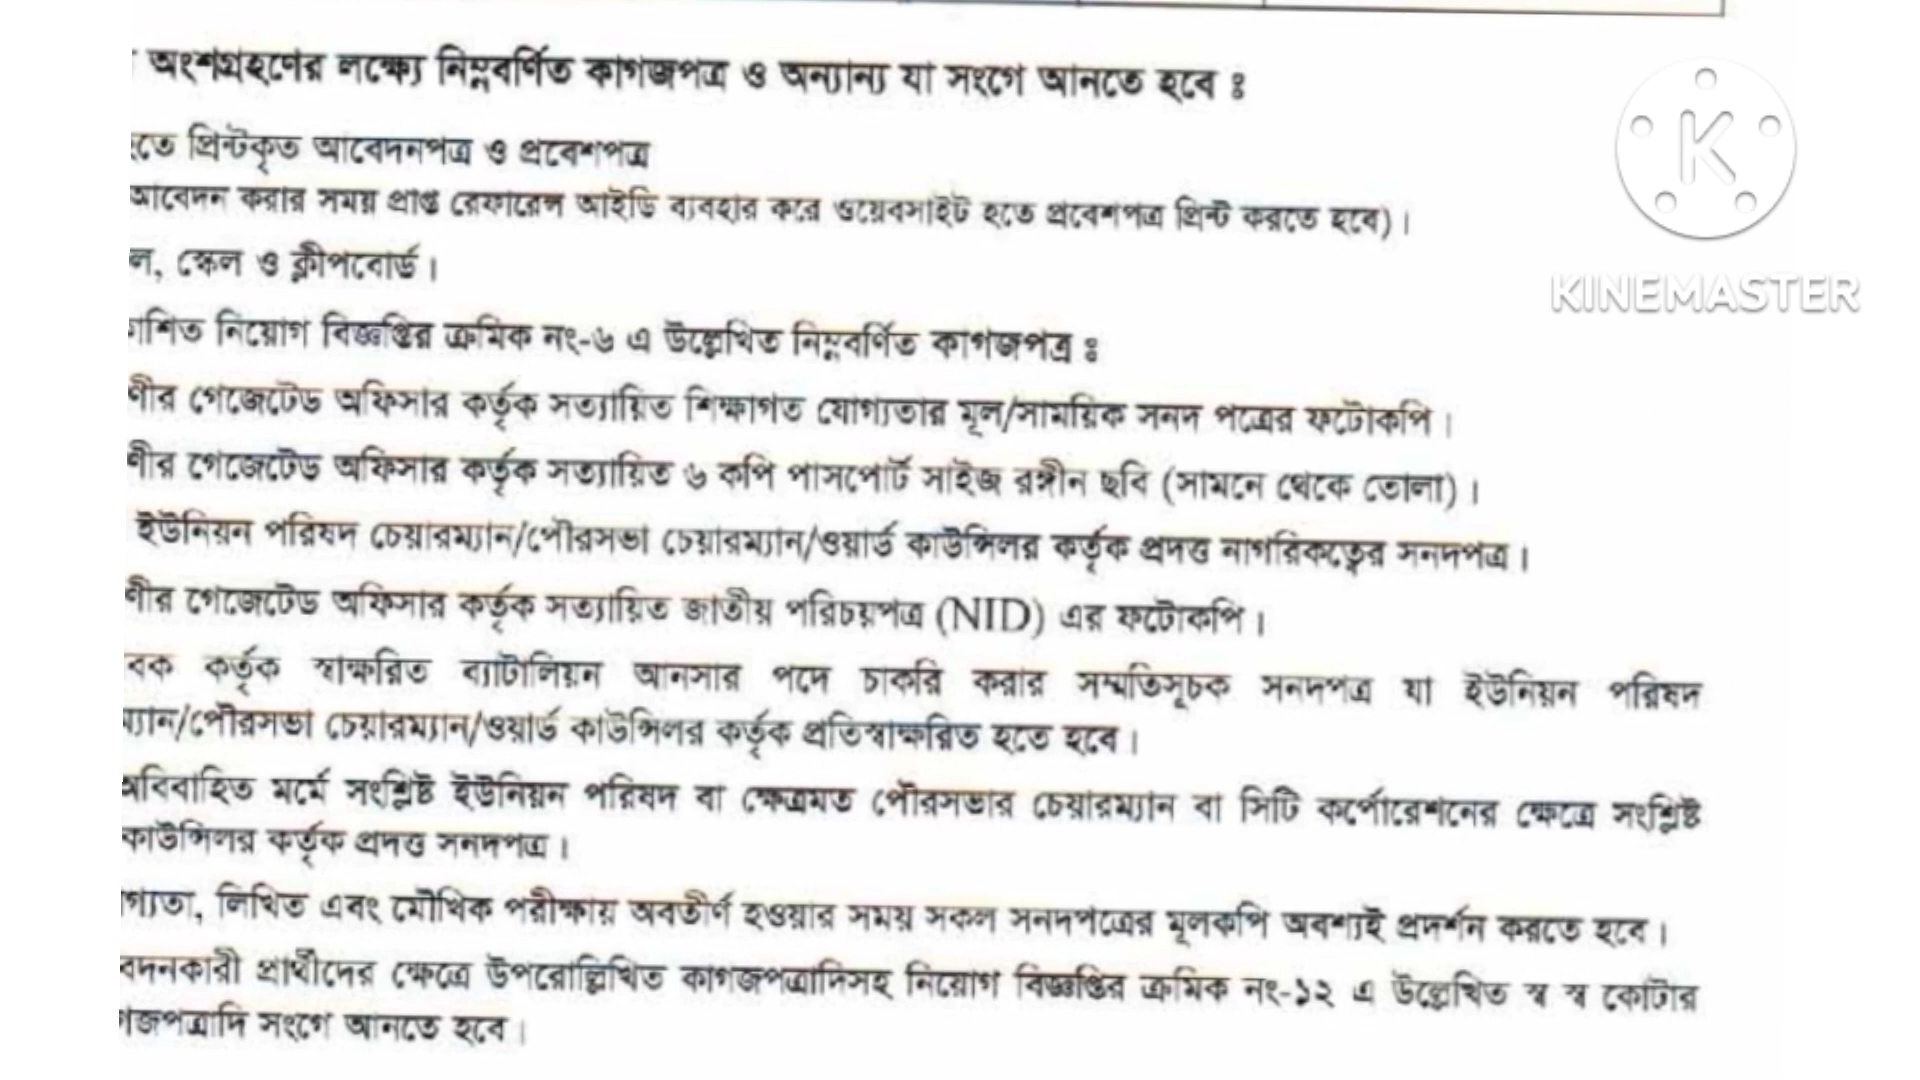 অংশগ্রহণের লক্ষ্যে নিম্নবর্ণিত কাগজপত্র ও অন্যান্য যা সংগে আনতে হবে ঃ
হতে প্রিন্টকৃত আবেদনপত্র ও প্রবেশপত্র
আবেদন করার সময় প্রাপ্ত রেফারেন্স আইডি ব্যবহার করে ওয়েবসাইট হতে প্রবেশপত্র প্রিন্ট করতে হবে)।
ল, স্কেল ও ক্লীপবোর্ড।
াশিত নিয়োগ বিজ্ঞপ্তির ক্রমিক নং-৬ এ উল্লেখিত নিম্নবর্ণিত কাগজপত্র ঃ
ণীর গেজেটেড অফিসার কর্তৃক সত্যায়িত শিক্ষাগত যোগ্যতার মূল/সাময়িক সনদ পত্রের ফটোকপি।
ণীর গেজেটেড অফিসার কর্তৃক সত্যায়িত ৬ কপি পাসপোর্ট সাইজ রঙ্গীন ছবি (সামনে থেকে তোলা)।
ইউনিয়ন পরিষদ চেয়ারম্যান/পৌরসভা চেয়ারম্যান/ওয়ার্ড কাউন্সিলর কর্তৃক প্রদত্ত নাগরিকত্বের সনদপত্র।
ণীর গেজেটেড অফিসার কর্তৃক সত্যায়িত জাতীয় পরিচয়পত্র (NID) এর ফটোকপি।
বক কর্তৃক স্বাক্ষরিত ব্যাটালিয়ন আনসার পদে চাকরি করার সম্মতিসূচক সনদপত্র যা ইউনিয়ন পরিষদ
ম্যান/পৌরসভা চেয়ারম্যান/ওয়ার্ড কাউন্সিলর কর্তৃক প্রতিস্বাক্ষরিত হতে হবে।
অবিবাহিত মর্মে সংশ্লিষ্ট ইউনিয়ন পরিষদ বা ক্ষেত্রমত পৌরসভার চেয়ারম্যান বা সিটি কর্পোরেশনের ক্ষেত্রে সংশ্লিষ্ট
কাউন্সিলর কর্তৃক প্রদত্ত সনদপত্র।
গ্যতা, লিখিত এবং মৌখিক পরীক্ষায় অবতীর্ণ হওয়ার সময় সকল সনদপত্রের মূলকপি অবশ্যই প্রদর্শন করতে হবে।
বেদনকারী প্রার্থীদের ক্ষেত্রে উপরোল্লিখিত কাগজপত্রাদিসহ নিয়োগ বিজ্ঞপ্তির ক্রমিক নং-১২ এ উল্লেখিত স্ব স্ব কোটার
গজপত্রাদি সংগে আনতে হবে।
K
KINEMASTER